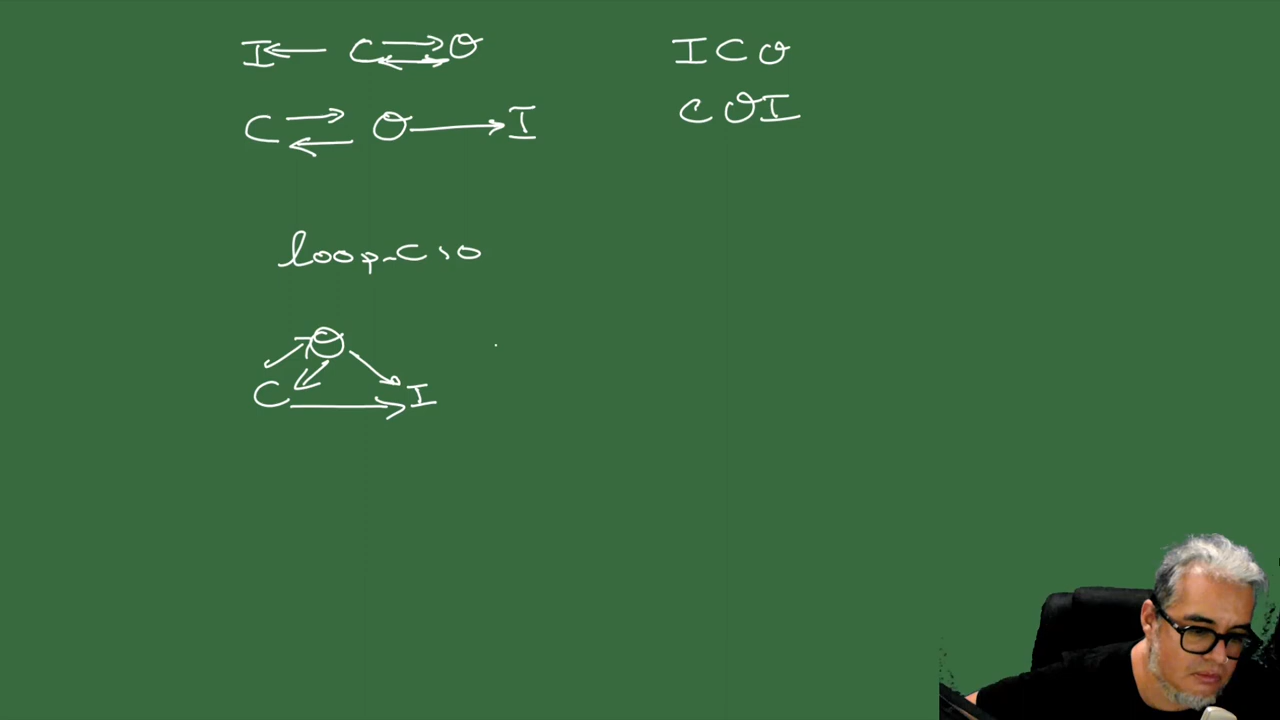 I ← C ⇄ O
ICO
C ⇄ O → I
COI
loop-C>O
O
C → I